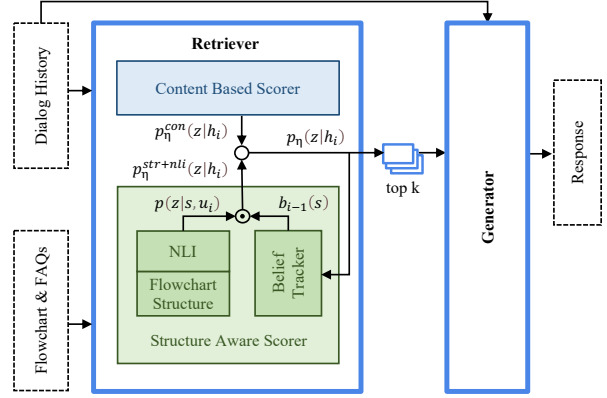 Dialog History
Flowchart & FAQs
Retriever
Content Based Scorer
p_η^{con}(z|h_i)
p_η(z|h_i)
p_η^{str+nli}(z|h_i)
p(z|s, u_i)
b_{i−1}(s)
NLI
Flowchart
Structure
Belief
Tracker
Structure Aware Scorer
top k
Generator
Response